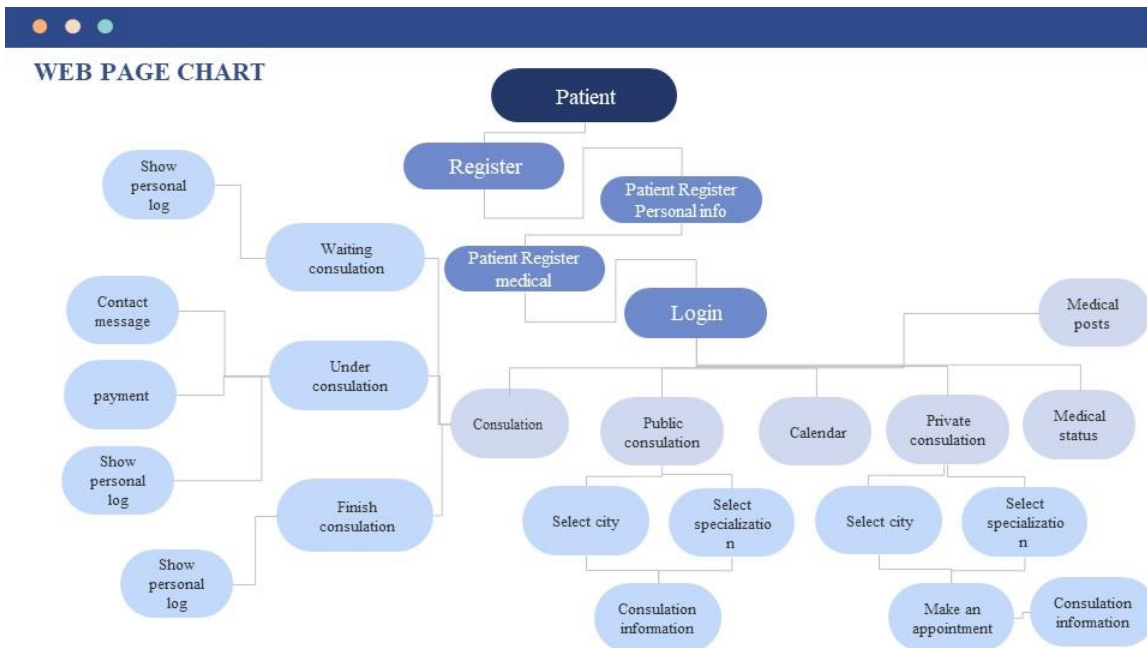 WEB PAGE CHART
Patient
Register
Patient Register
Personal info
Patient Register
medical
Login
Show
personal
log
Waiting
consulation
Contact
message
Under
consulation
payment
Show
personal
log
Finish
consulation
Show
personal
log
Medical
posts
Consulation
Public
consulation
Calendar
Private
consulation
Medical
status
Select city
Select
specializatio
n
Select city
Select
specializatio
n
Consulation
information
Make an
appointment
Consulation
information